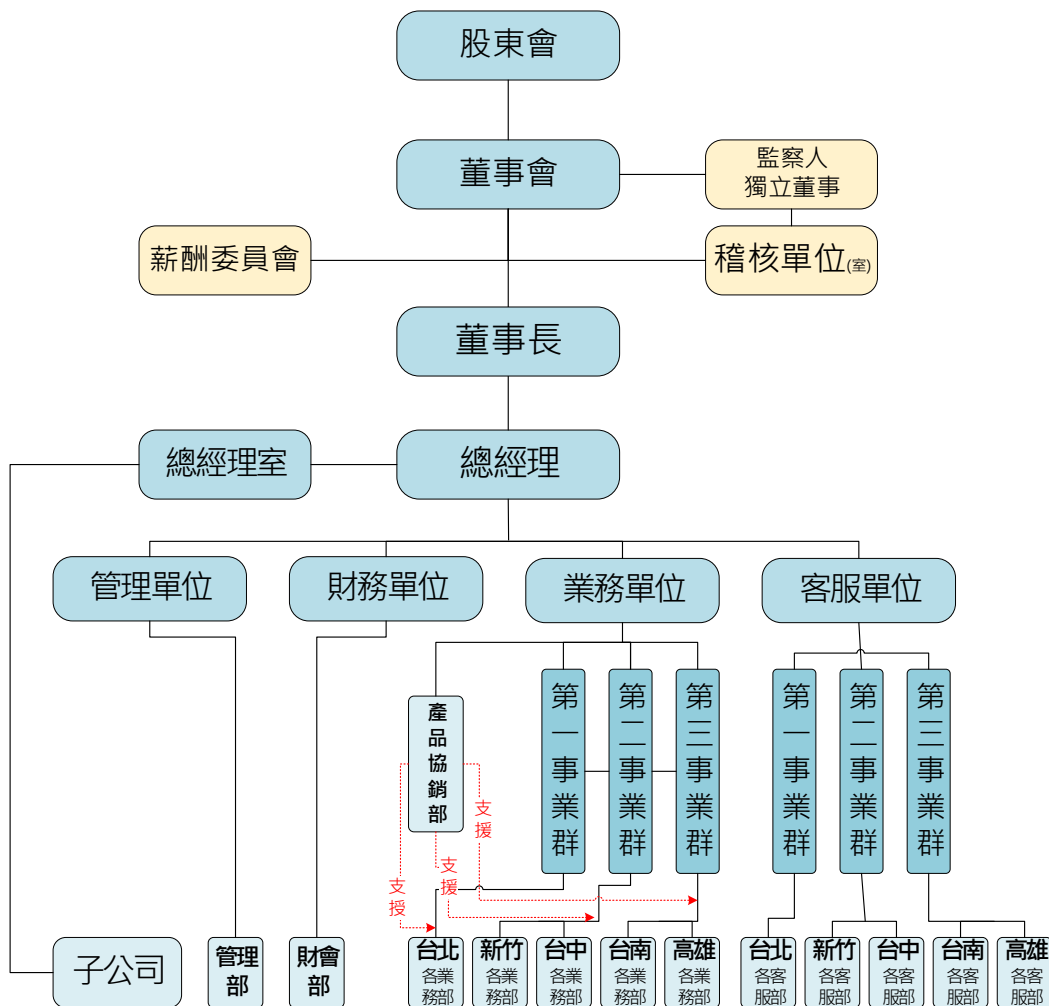 股東會
董事會
監察人
獨立董事
薪酬委員會
稽核單位(室)
董事長
總經理室
總經理
管理單位
財務單位
業務單位
客服單位
產品協銷部
第一事業群
第二事業群
第三事業群
第一事業群
第二事業群
第三事業群
支援
支援
支授
子公司
管理
部
財會
部
台北
各業
務部
新竹
各業
務部
台中
各業
務部
台南
各業
務部
高雄
各業
務部
台北
各客
服部
新竹
各客
服部
台中
各客
服部
台南
各客
服部
高雄
各客
服部